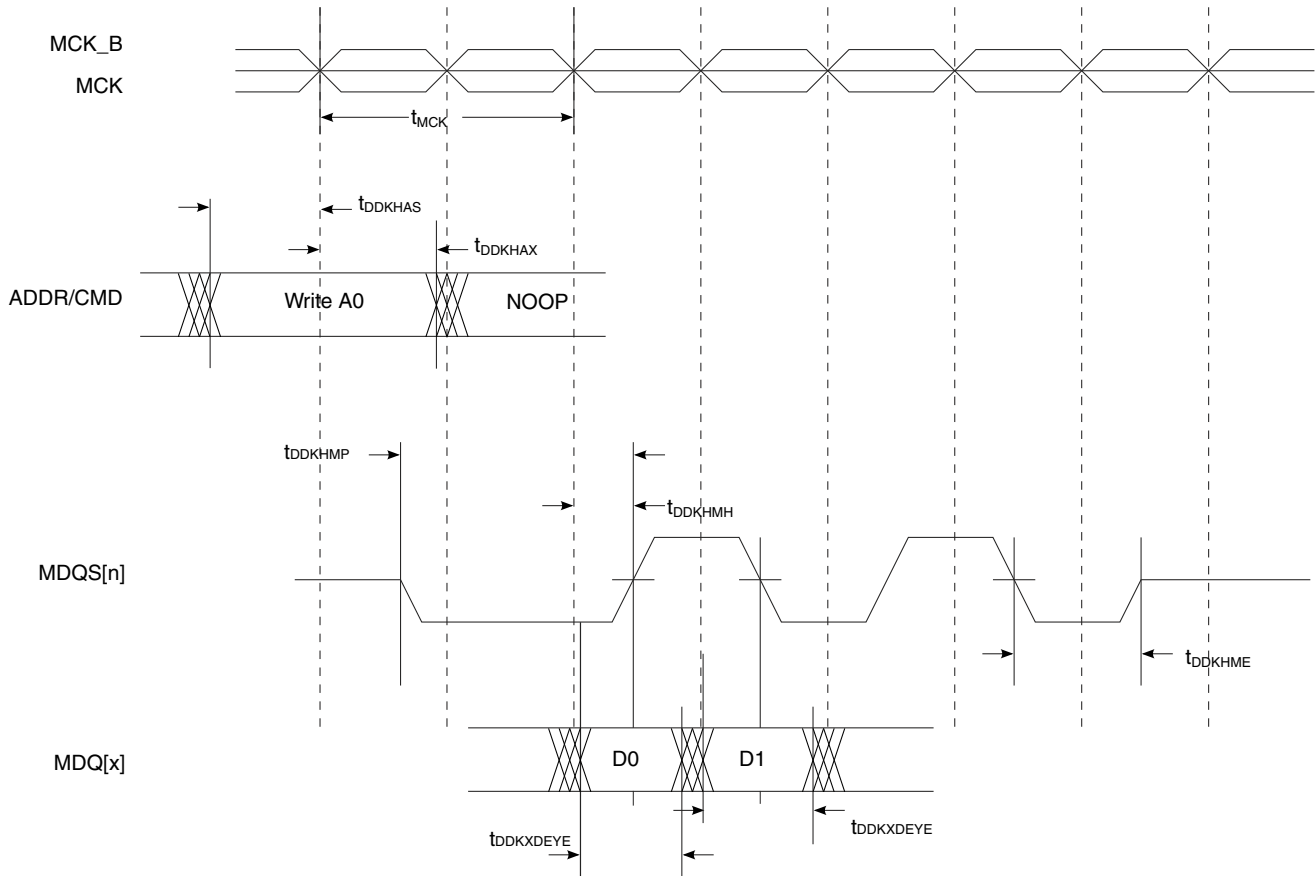 MCK_B
MCK
tMCK
tDDKHAS
tDDKHAX
ADDR/CMD
Write A0
NOOP
tDDKHMP
tDDKHMH
MDQS[n]
tDDKHME
MDQ[x]
D0
D1
tDDKXDEYE
tDDKXDEYE